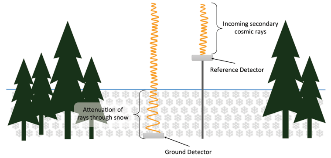 Incoming secondary
cosmic rays
Reference Detector
Attenuation of
rays through snow
Ground Detector